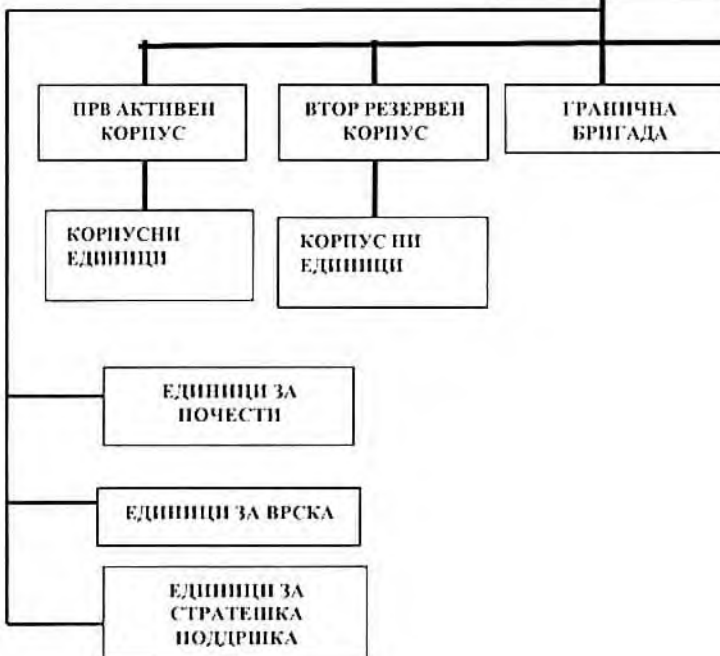 ПРВ АКТИВЕН
КОРПУС
ВТОР РЕЗЕРВЕН
КОРПУС
ГРАНИЧНА
БРИГАДА
КОРПУСНИ
ЕДИНИЦИ
КОРПУС НИ
ЕДИНИЦИ
ЕДИНИЦИ ЗА
ПОЧЕСТИ
ЕДИНИЦИ ЗА ВРСКА
ЕДИНИЦИ ЗА
СТРАТЕШКА
ПОДДРШКА